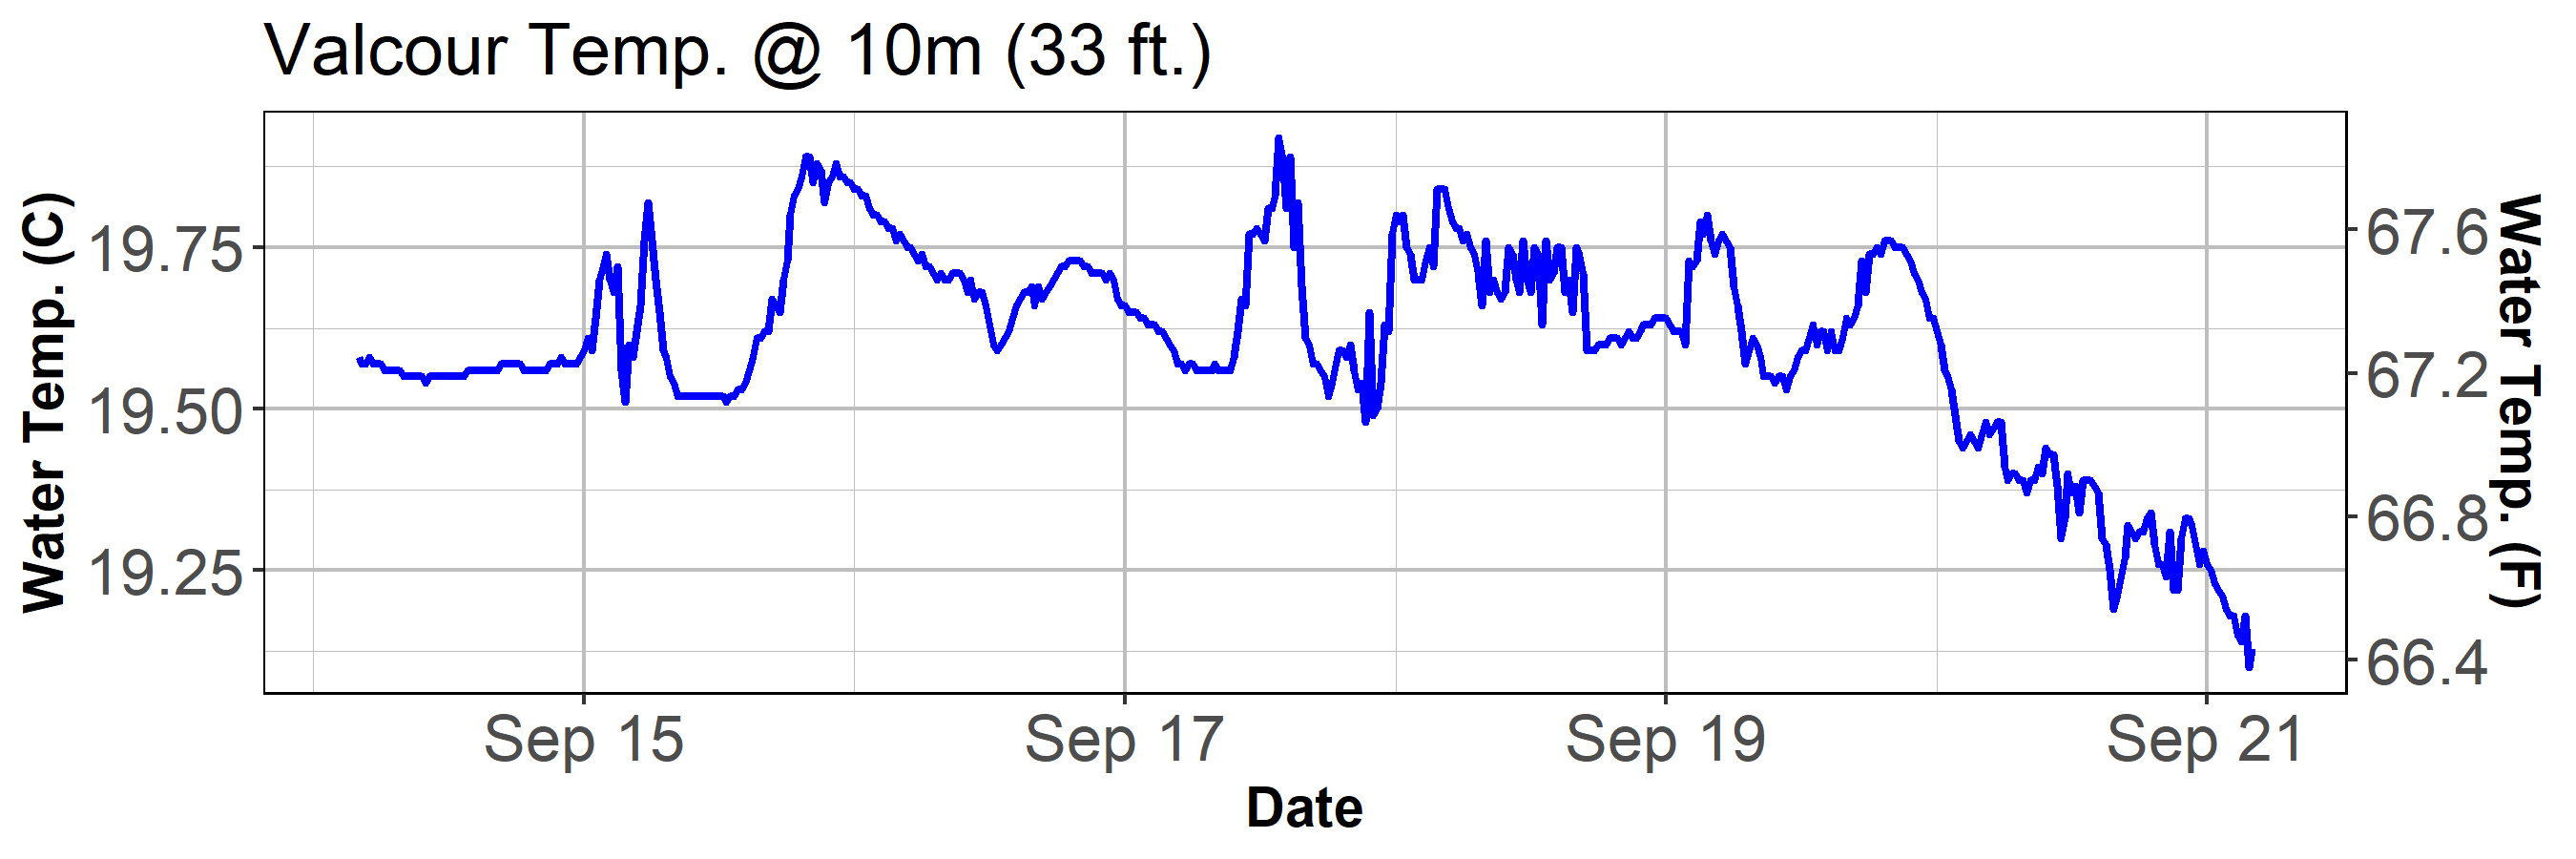 Valcour Temp. @ 10m (33 ft.)
Water Temp. (C)
19.75
19.50
19.25
67.6
67.2
66.8
66.4
Water Temp. (F)
Sep 15 Sep 17 Sep 19 Sep 21
Date